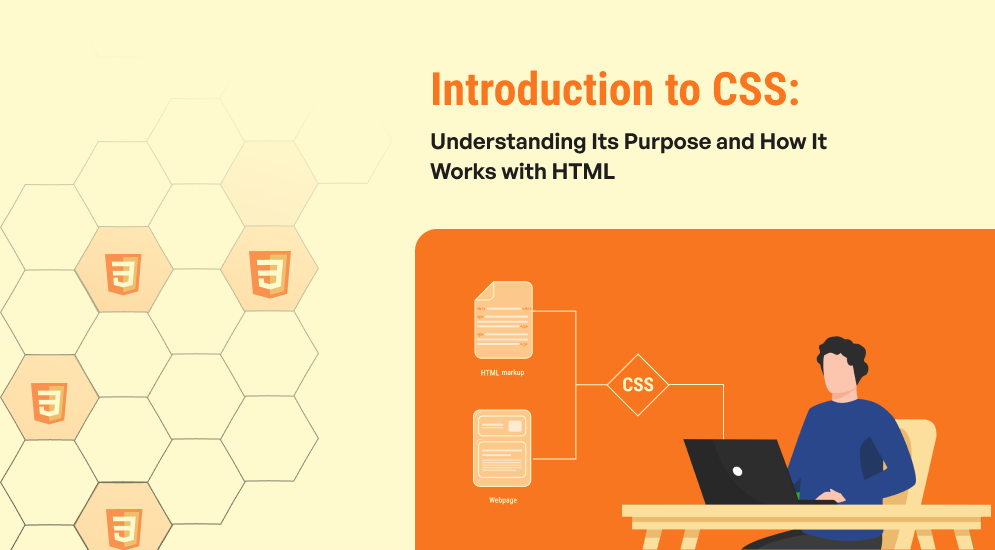 Introduction to CSS:
Understanding Its Purpose and How It
Works with HTML
HTML markup
CSS
Webpage